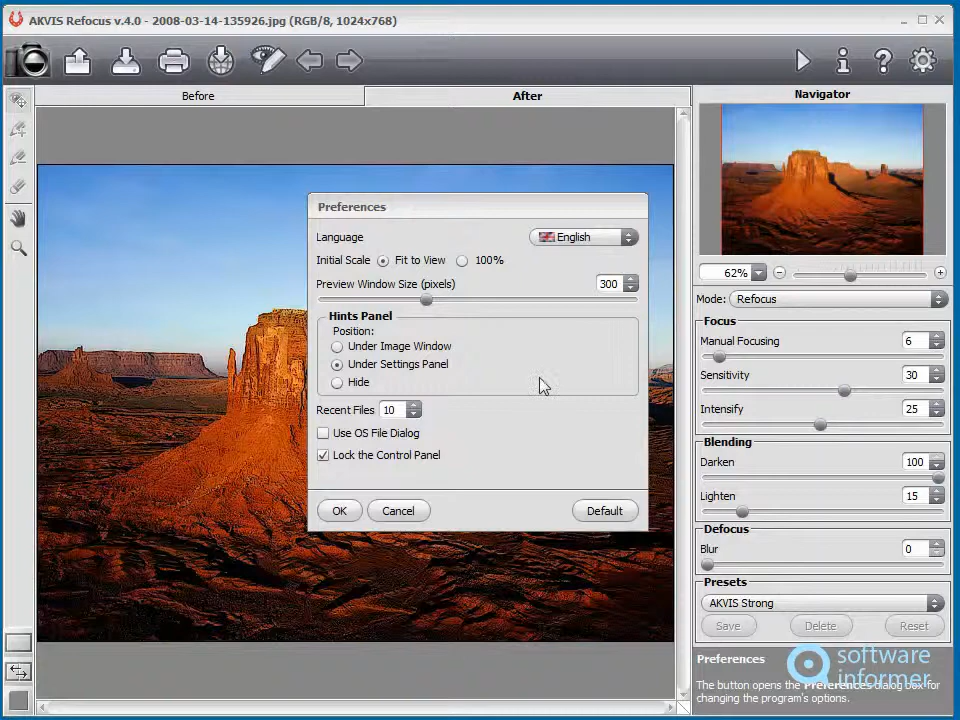 AKVIS Refocus v.4.0 - 2008-03-14-135926.jpg (RGB/8, 1024x768)
Before
After
Navigator
62%
Mode: Refocus
Focus
Manual Focusing 6
Sensitivity 30
Intensify 25
Blending
Darken 100
Lighten 15
Defocus
Blur 0
Presets
AKVIS Strong
Save Delete Reset
Preferences
The button opens the Preferences dialog box for
changing the program's options.
software
informer
Preferences
Language English
Initial Scale Fit to View 100%
Preview Window Size (pixels) 300
Hints Panel
Position:
Under Image Window
Under Settings Panel
Hide
Recent Files 10
Use OS File Dialog
Lock the Control Panel
OK Cancel Default